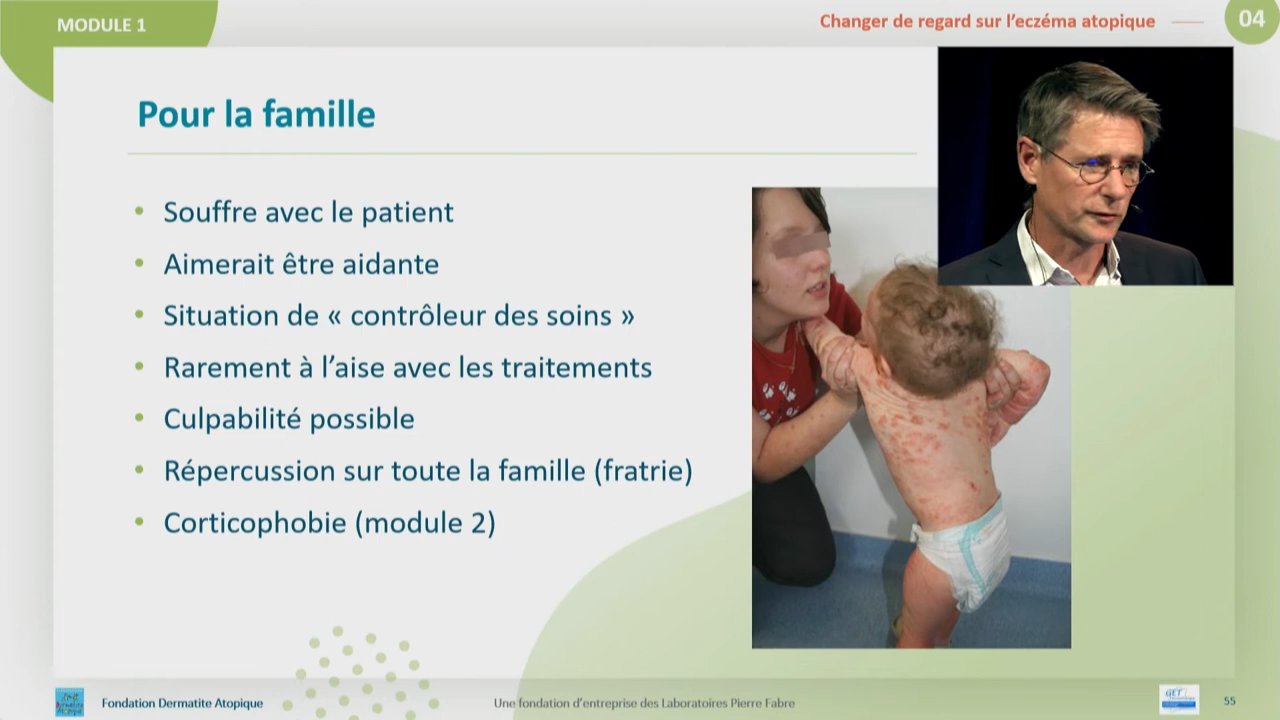 MODULE 1
Changer de regard sur l'eczéma atopique
04
Pour la famille
• Souffre avec le patient
• Aimerait être aidante
• Situation de « contrôleur des soins »
• Rarement à l'aise avec les traitements
• Culpabilité possible
• Répercussion sur toute la famille (fratrie)
• Corticophobie (module 2)
Fondation Dermatite Atopique
Une fondation d'entreprise des Laboratoires Pierre Fabre
GET
55